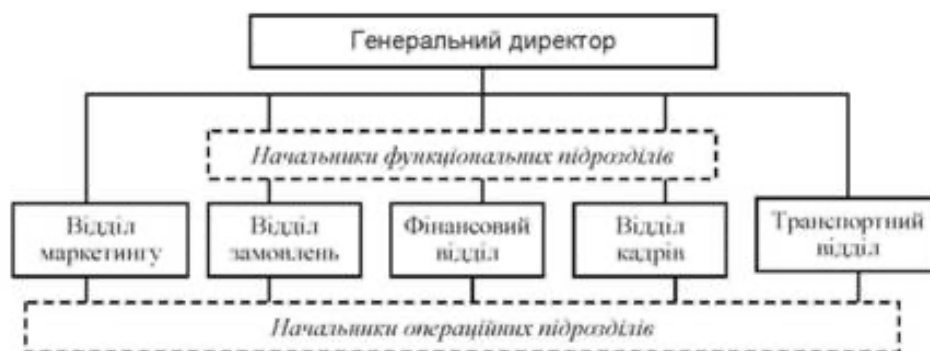 Генеральний директор
Начальники функціональних підрозділів
Відділ
маркетингу
Відділ
замовлень
Фінансовий
відділ
Відділ
кадрів
Транспортний
відділ
Начальники операційних підрозділів